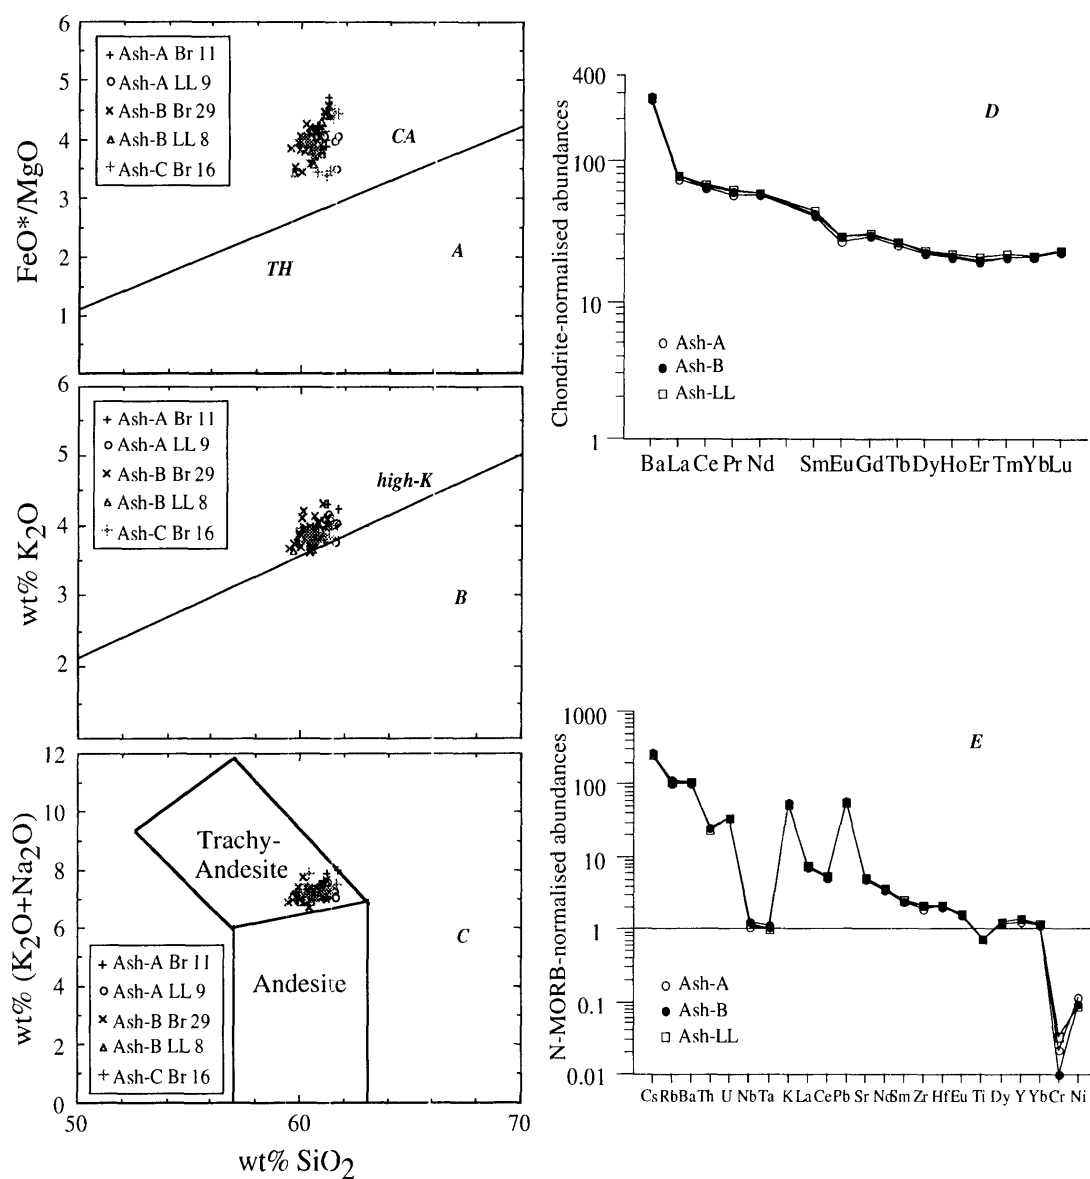 6
5
4
3
2
1
0
FeO*/MgO
+ Ash-A Br 11
o Ash-A LL 9
× Ash-B Br 29
▵ Ash-B LL 8
+ Ash-C Br 16
CA
TH
A
6
5
4
3
2
wt% K₂O
+ Ash-A Br 11
o Ash-A LL 9
× Ash-B Br 29
▵ Ash-B LL 8
+ Ash-C Br 16
high-K
B
12
10
8
6
4
2
0
wt% (K₂O+Na₂O)
Trachy-
Andesite
Andesite
C
+ Ash-A Br 11
o Ash-A LL 9
× Ash-B Br 29
▵ Ash-B LL 8
+ Ash-C Br 16
50 60 70
wt% SiO₂
400
100
10
1
Chondrite-normalised abundances
D
○ Ash-A
● Ash-B
□ Ash-LL
Ba La Ce Pr Nd Sm Eu Gd Tb Dy Ho Er Tm Yb Lu
1000
100
10
1
0.1
0.01
N-MORB-normalised abundances
E
○ Ash-A
● Ash-B
□ Ash-LL
Cs Rb Ba Th U Nb Ta K La Ce Pb Sr Nd Sm Zr Hf Eu Ti Dy Y Yb Cr Ni